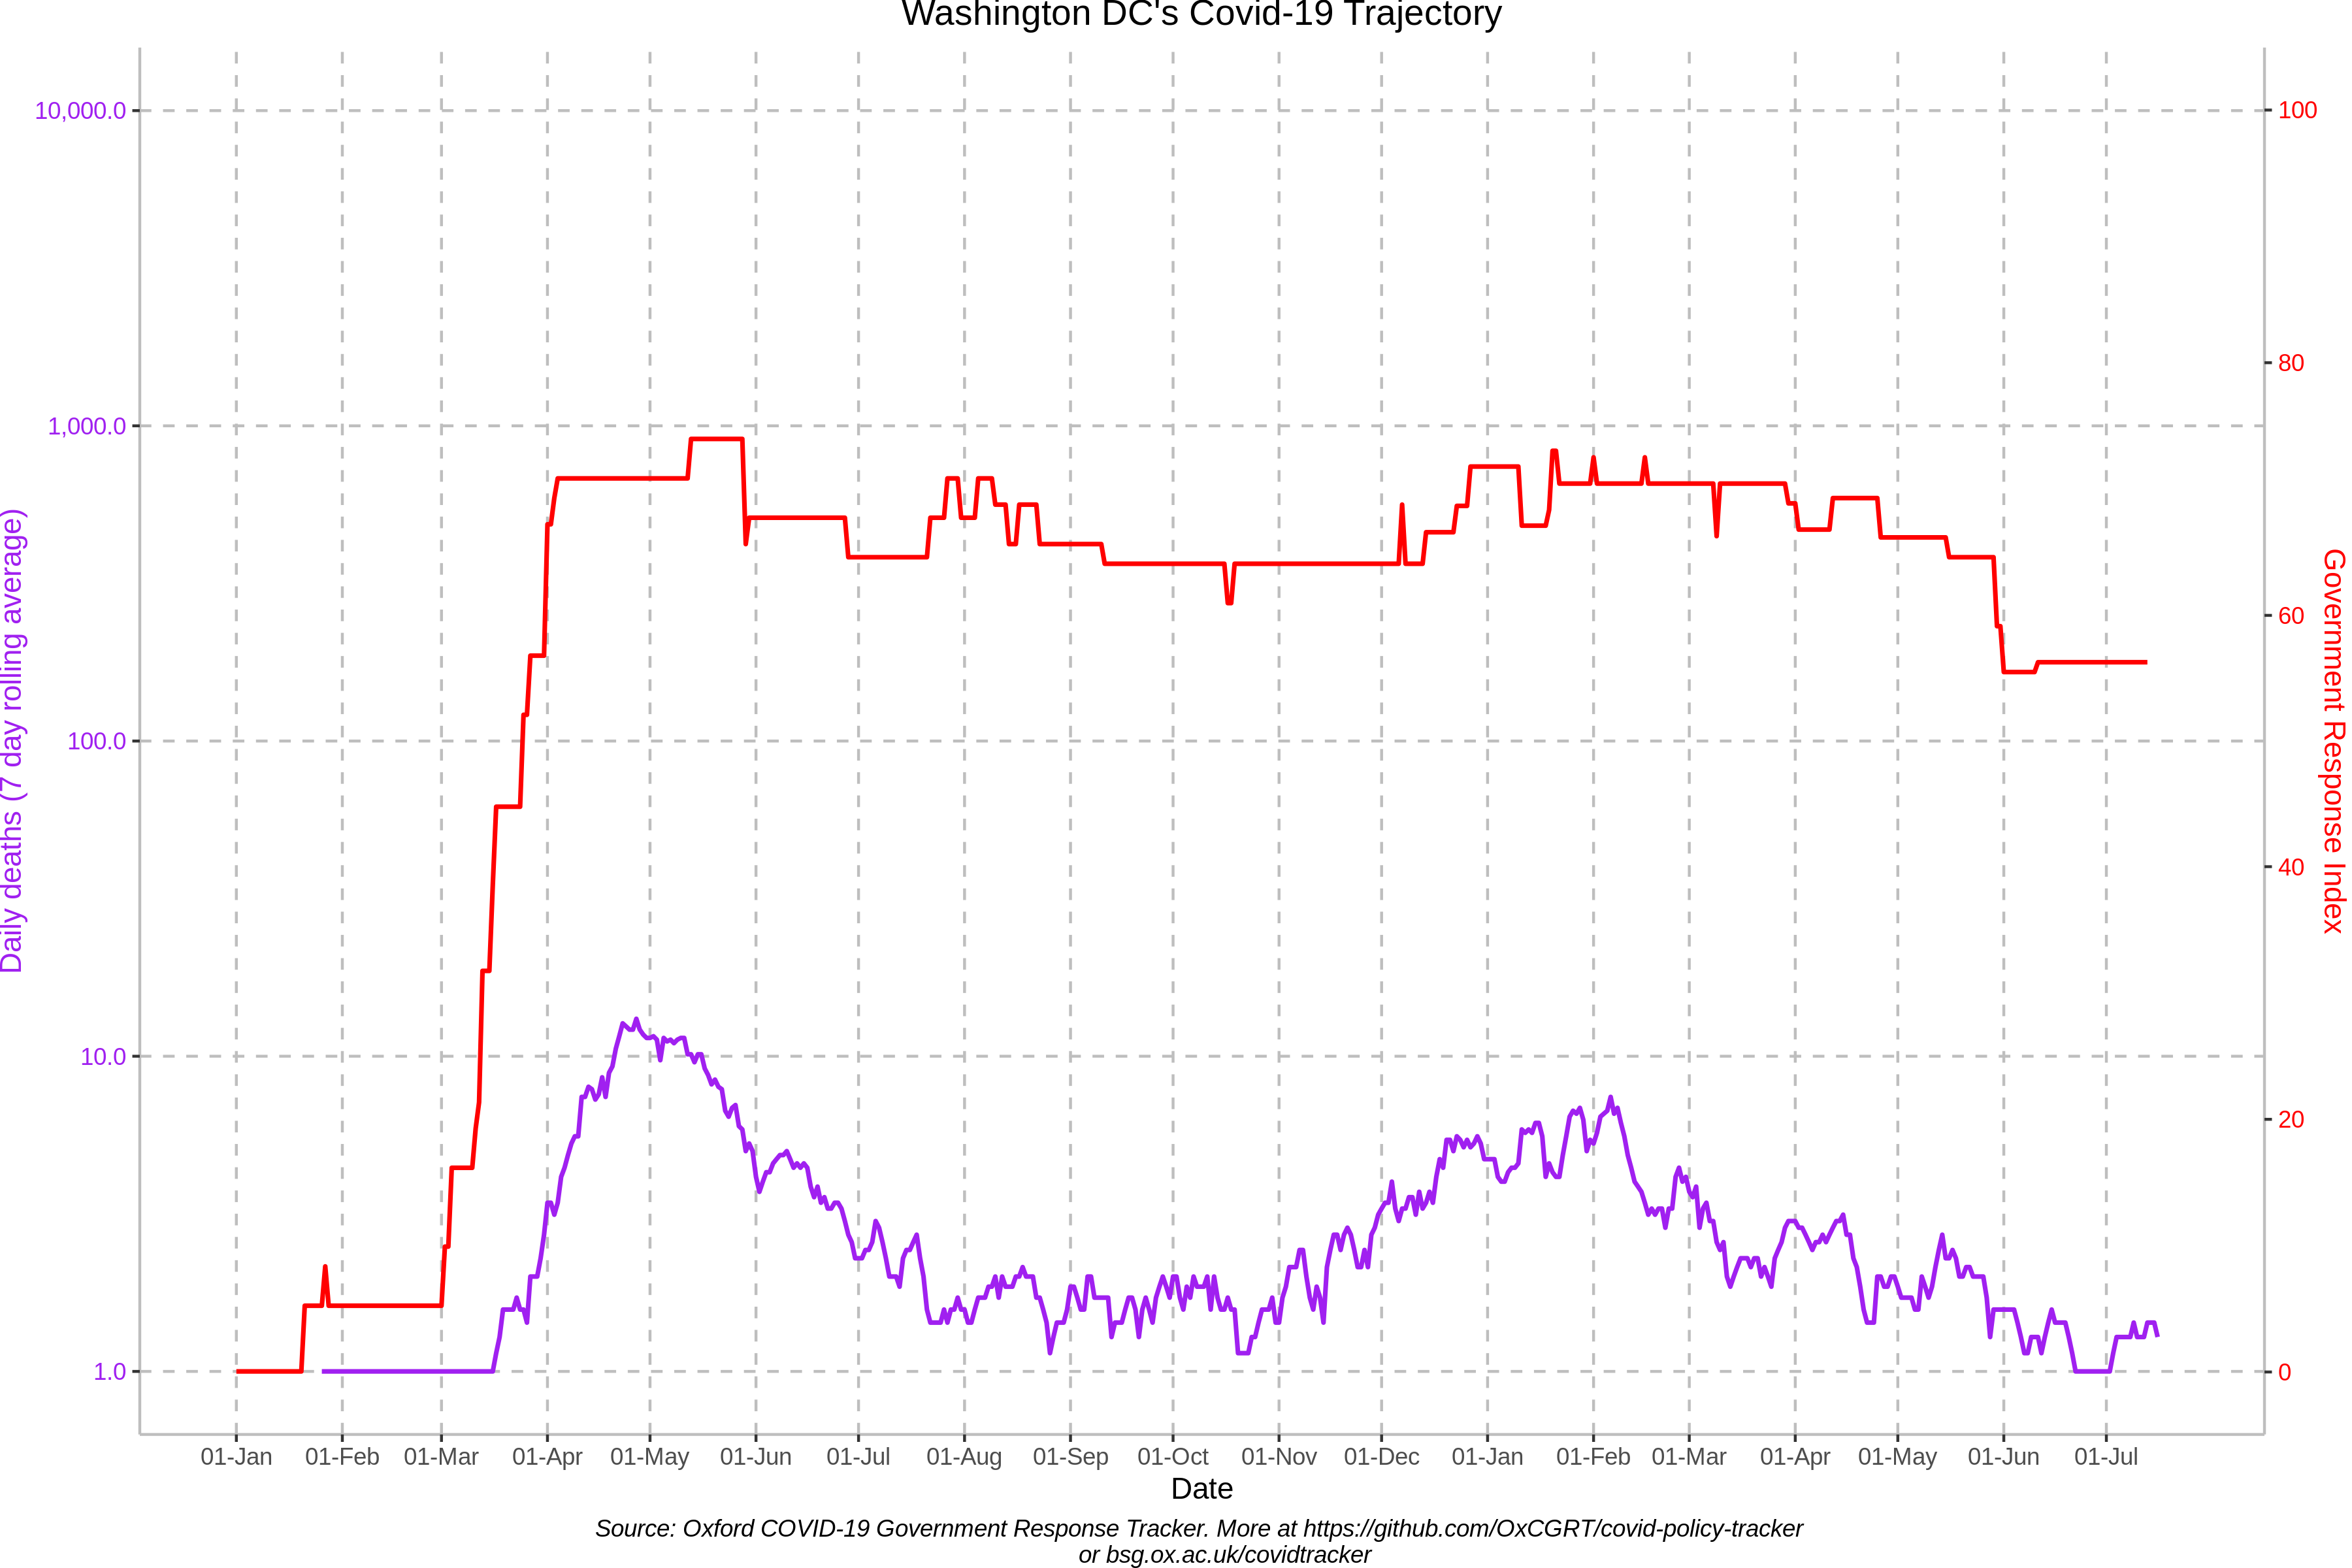 Washington DC's Covid-19 Trajectory
Daily deaths (7 day rolling average)
10,000.0
1,000.0
100.0
10.0
1.0
100
80
60
40
20
0
Government Response Index
01-Jan 01-Feb 01-Mar 01-Apr 01-May 01-Jun 01-Jul 01-Aug 01-Sep 01-Oct 01-Nov 01-Dec 01-Jan 01-Feb 01-Mar 01-Apr 01-May 01-Jun 01-Jul
Date
Source: Oxford COVID-19 Government Response Tracker. More at https://github.com/OxCGRT/covid-policy-tracker
or bsg.ox.ac.uk/covidtracker